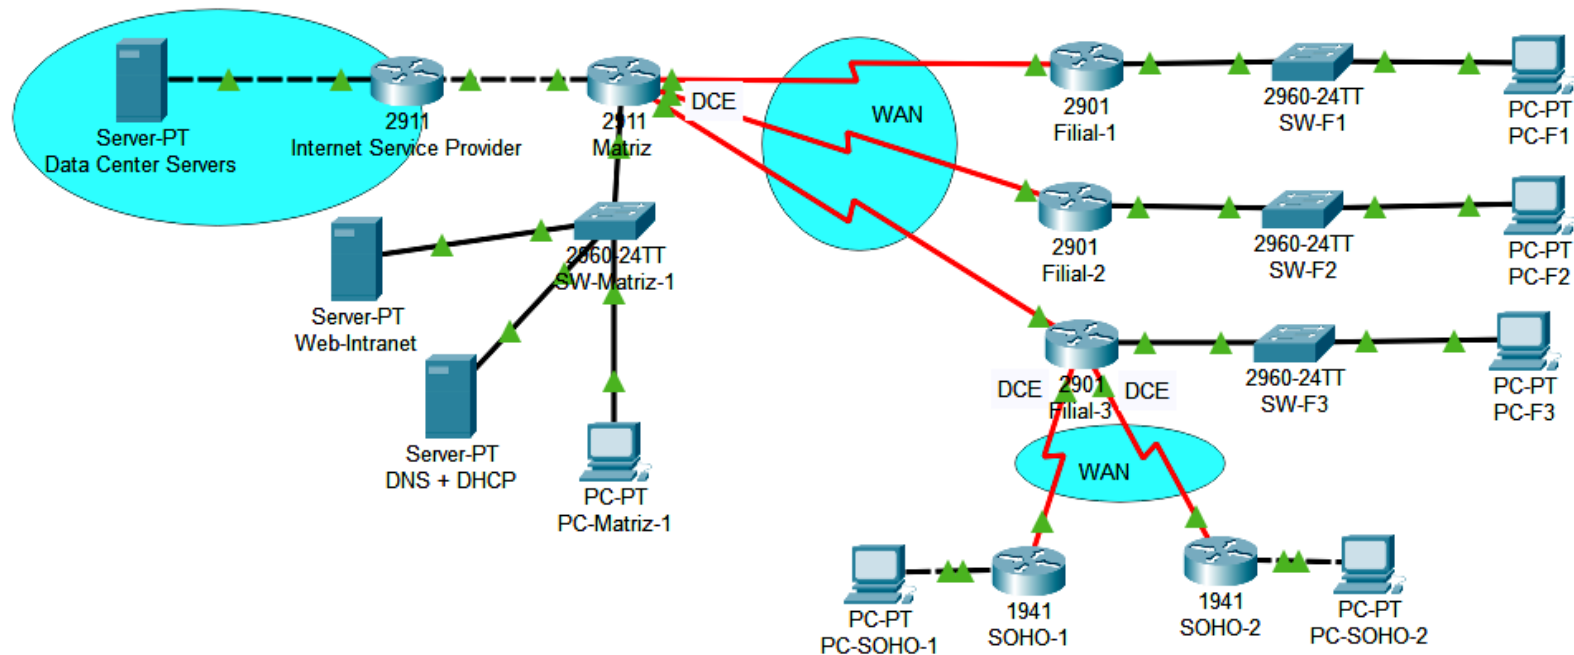 Server-PT
Data Center Servers
2911
Internet Service Provider
2911
Matriz
DCE
WAN
2901
Filial-1
2960-24TT
SW-F1
PC-PT
PC-F1
2901
Filial-2
2960-24TT
SW-F2
PC-PT
PC-F2
2960-24TT
SW-Matriz-1
Server-PT
Web-Intranet
Server-PT
DNS + DHCP
PC-PT
PC-Matriz-1
DCE
2901
Filial-3
DCE
2960-24TT
SW-F3
PC-PT
PC-F3
WAN
PC-PT
PC-SOHO-1
1941
SOHO-1
1941
SOHO-2
PC-PT
PC-SOHO-2